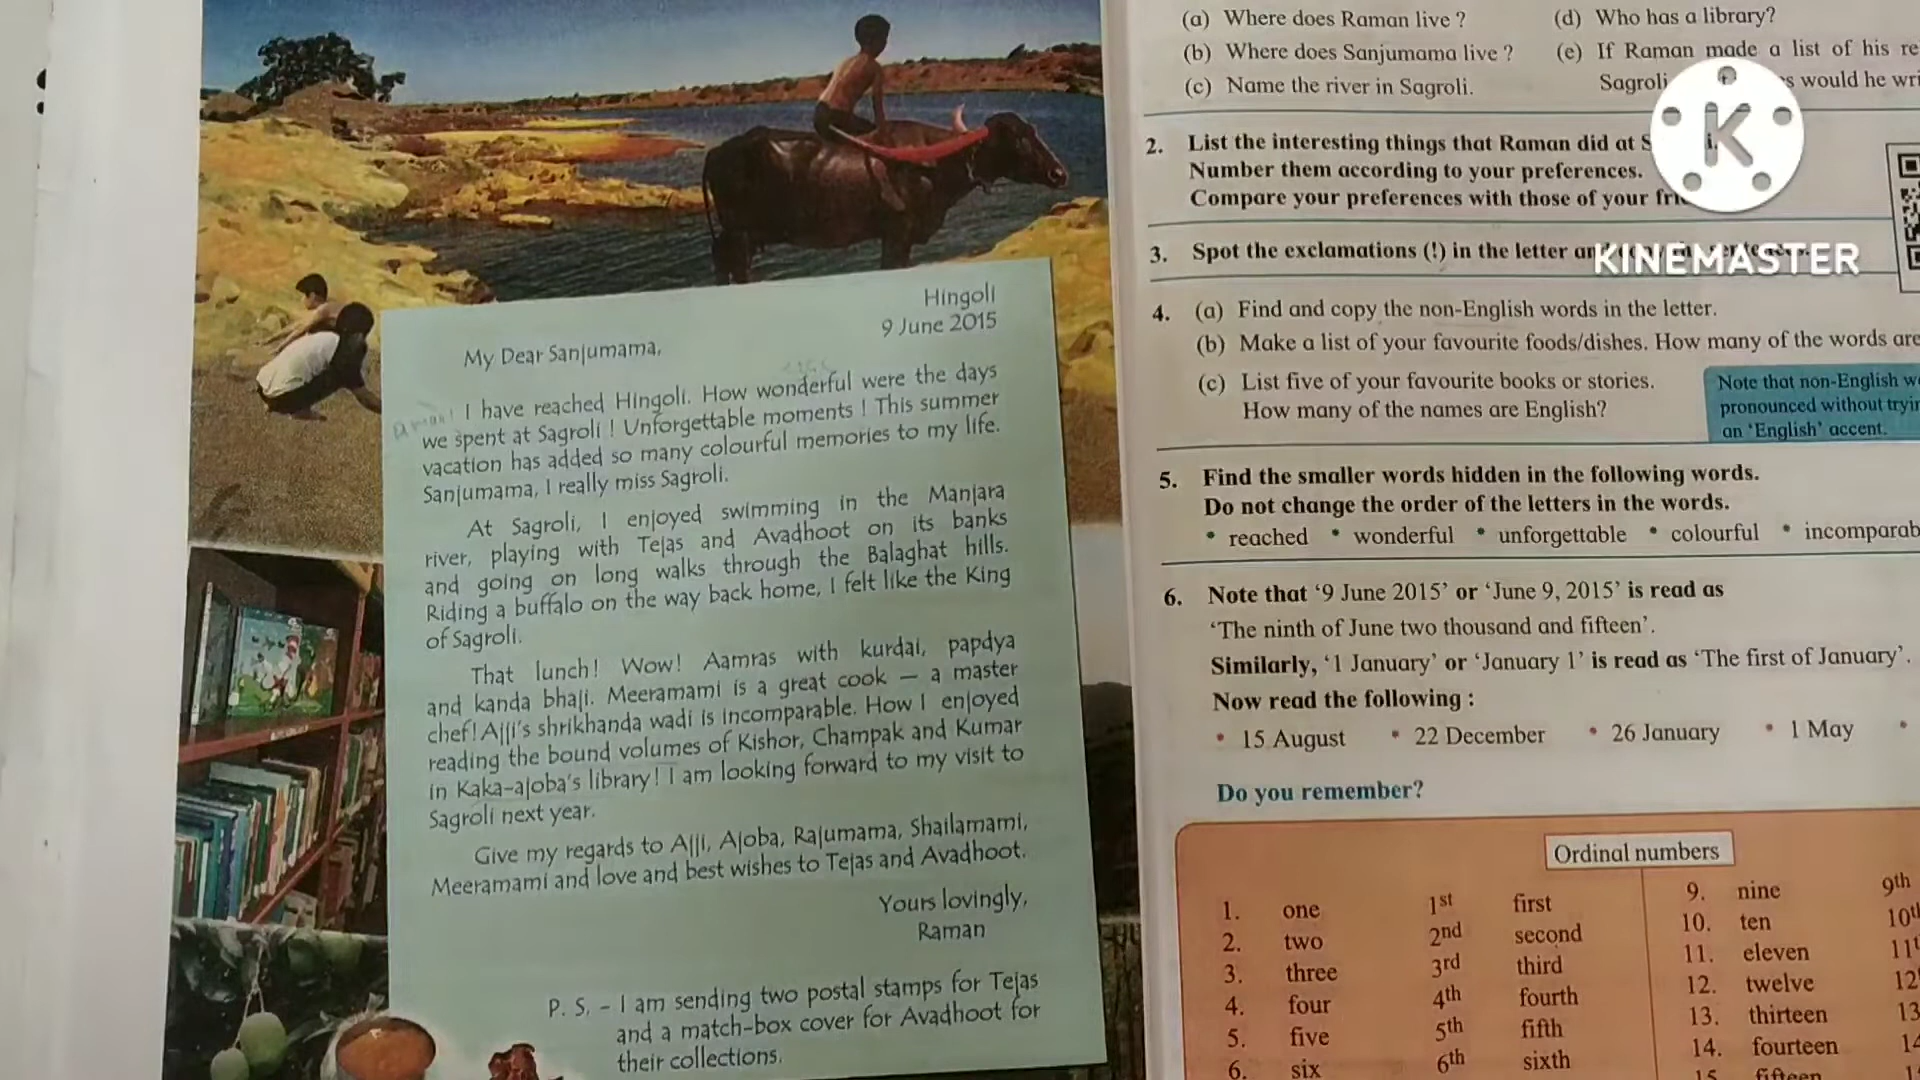 Hingoli
9 June 2015
My Dear Sanjumama,
I have reached Hingoli. How wonderful were the days
we spent at Sagroli ! Unforgettable moments ! This summer
vacation has added so many colourful memories to my life.
Sanjumama, I really miss Sagroli.
At Sagroli, I enjoyed swimming in the Manjara
river, playing with Tejas and Avadhoot on its banks
and going on long walks through the Balaghat hills.
Riding a buffalo on the way back home, I felt like the King
of Sagroli.
That lunch! Wow! Aamras with kurdai, papdya
and kanda bhaji. Meeramami is a great cook – a master
chef! Ajji's shrikhanda wadi is incomparable. How I enjoyed
reading the bound volumes of Kishor, Champak and Kumar
in Kaka-ajoba's library! I am looking forward to my visit to
Sagroli next year.
Give my regards to Ajji, Ajoba, Rajumama, Shailamami,
Meeramami and love and best wishes to Tejas and Avadhoot.
Yours lovingly,
Raman
P. S. – I am sending two postal stamps for Tejas
and a match-box cover for Avadhoot for
their collections.
(a) Where does Raman live ? (d) Who has a library?
(b) Where does Sanjumama live ? (e) If Raman made a list of his
(c) Name the river in Sagroli. Sagroli would he
2. List the interesting things that Raman did at
Number them according to your preferences.
Compare your preferences with those of your
3. Spot the exclamations (!) in the letter
KINEMASTER
4. (a) Find and copy the non-English words in the letter.
(b) Make a list of your favourite foods/dishes. How many of the words are
(c) List five of your favourite books or stories.
How many of the names are English?
Note that non-English
pronounced without
an 'English' accent.
5. Find the smaller words hidden in the following words.
Do not change the order of the letters in the words.
• reached • wonderful • unforgettable • colourful • incomparab
6. Note that '9 June 2015' or 'June 9, 2015' is read as
'The ninth of June two thousand and fifteen'.
Similarly, '1 January' or 'January 1' is read as 'The first of January'.
Now read the following :
• 15 August • 22 December • 26 January • 1 May •
Do you remember?
Ordinal numbers
1. one 1st first 9. nine 9th
2. two 2nd second 10. ten 10th
3. three 3rd third 11. eleven 11
4. four 4th fourth 12. twelve 12
5. five 5th fifth 13. thirteen 13
6. six 6th sixth 14. fourteen 14
15. fifteen